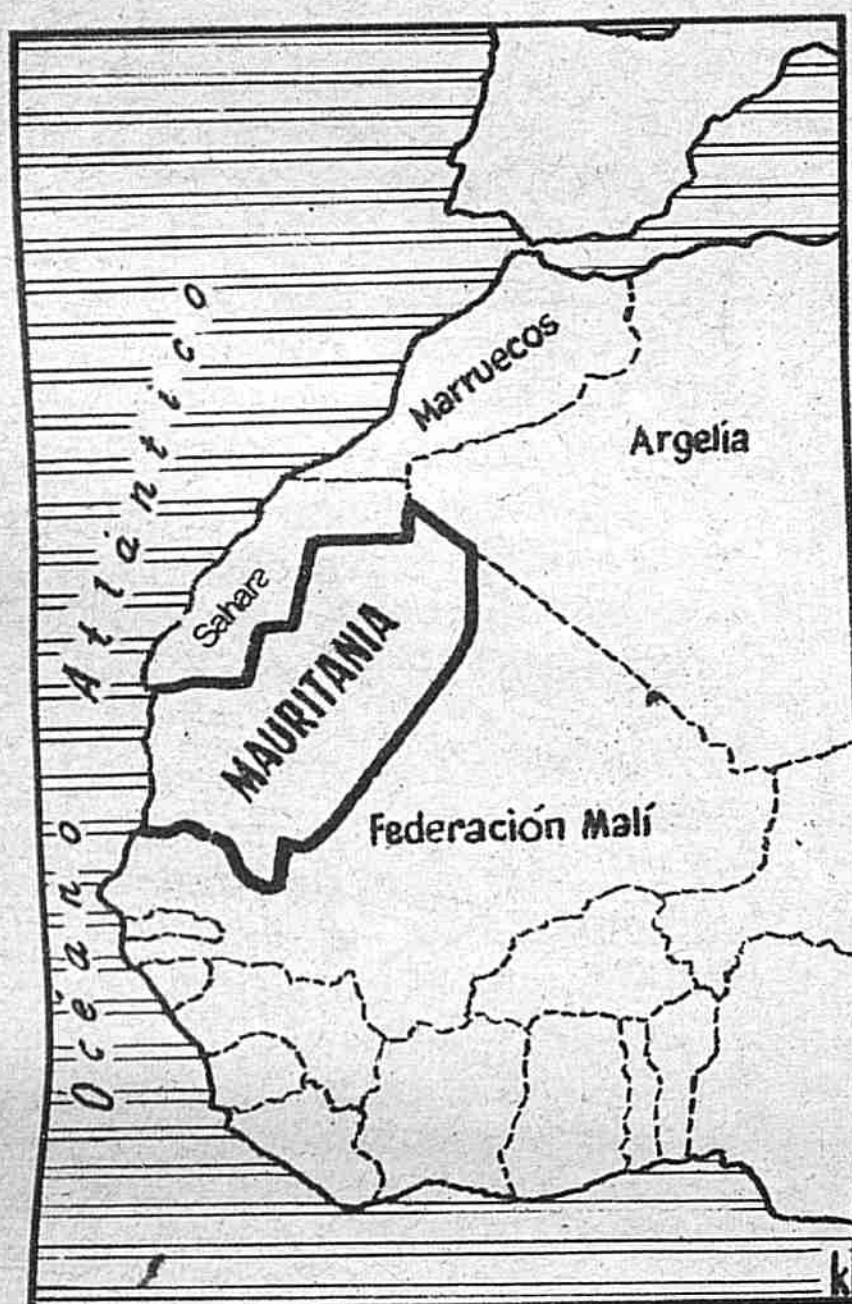 Océano Atlántico
Marruecos
Argelia
Sahara
MAURITANIA
Federación Malí